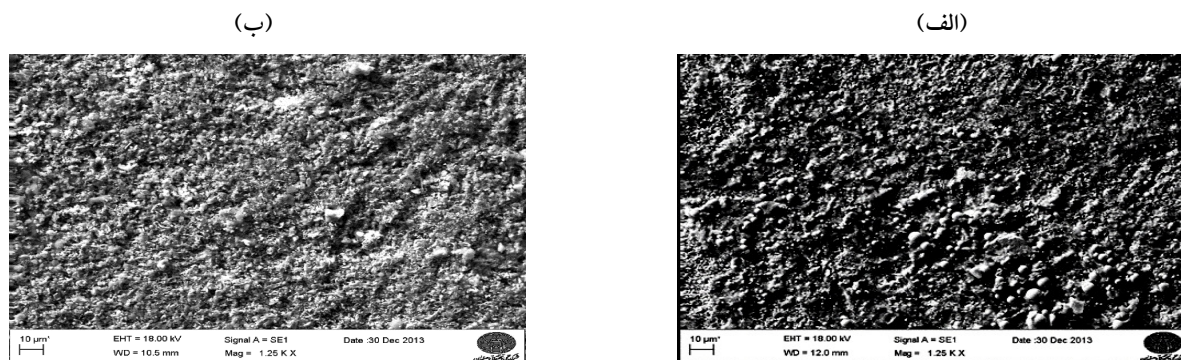 (الف)
(ب)
10 µm*
EHT = 18.00 kV
Signal A = SE1
Date :30 Dec 2013
WD = 12.0 mm
Mag = 1.25 K X
10 µm*
EHT = 18.00 kV
Signal A = SE1
Date :30 Dec 2013
WD = 10.5 mm
Mag = 1.25 K X